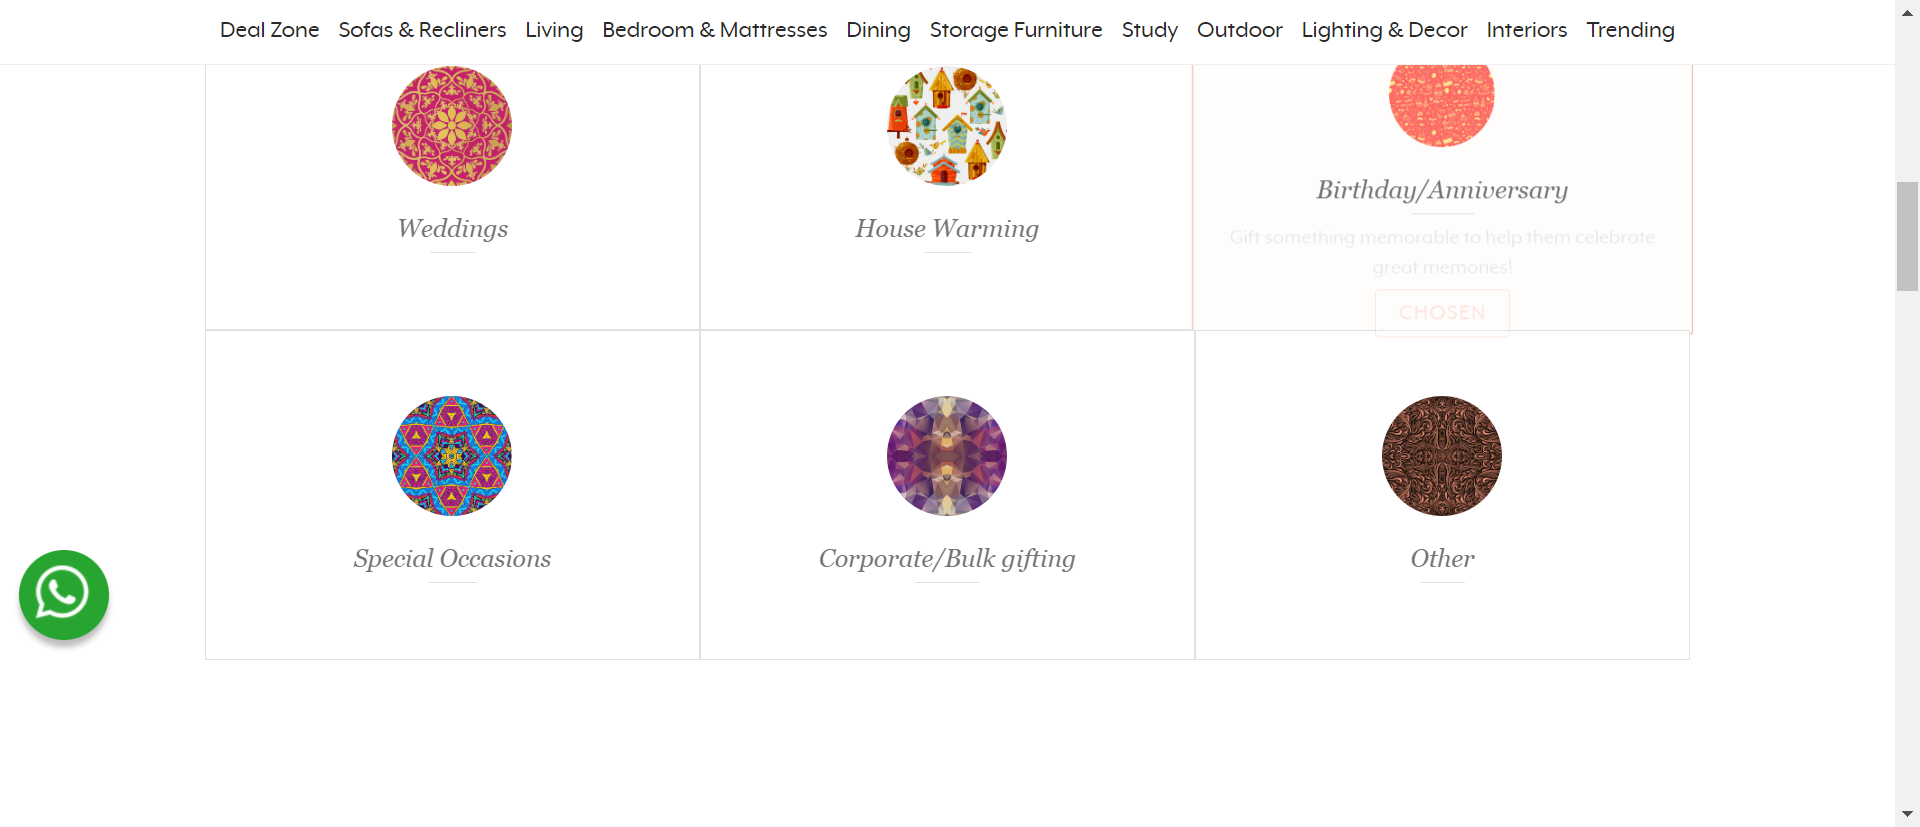 Deal Zone Sofas & Recliners Living Bedroom & Mattresses Dining Storage Furniture Study Outdoor Lighting & Decor Interiors Trending
Weddings
House Warming
Birthday/Anniversary
Gift something memorable to help them celebrate
great memories!
CHOSEN
Special Occasions
Corporate/Bulk gifting
Other